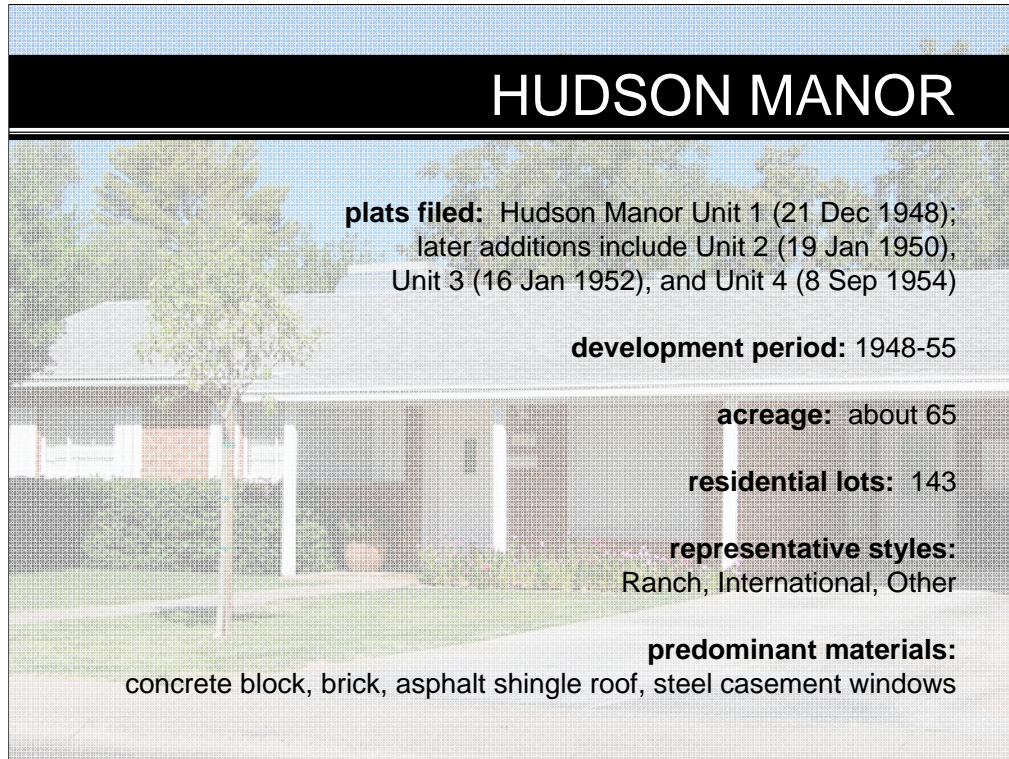 HUDSON MANOR
plats filed: Hudson Manor Unit 1 (21 Dec 1948);
later additions include Unit 2 (19 Jan 1950),
Unit 3 (16 Jan 1952), and Unit 4 (8 Sep 1954)
development period: 1948-55
acreage: about 65
residential lots: 143
representative styles:
Ranch, International, Other
predominant materials:
concrete block, brick, asphalt shingle roof, steel casement windows